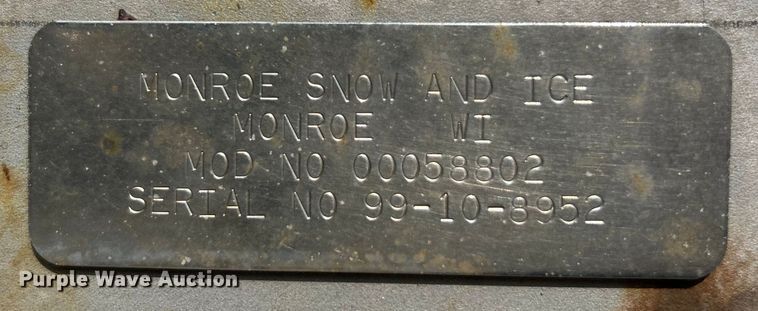 MONROE SNOW AND ICE
MONROE WI
MOD NO 00058802
SERIAL NO 99-10-8952
Purple Wave Auction